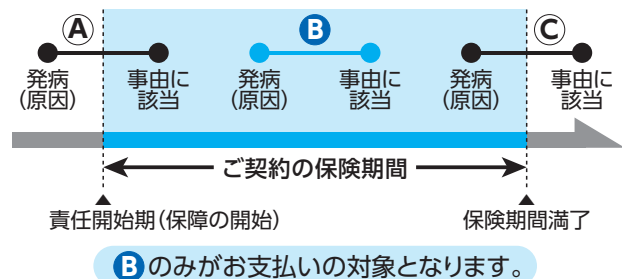 Ⓐ Ⓑ Ⓒ
発病 事由に 発病 事由に 発病 事由に
(原因) 該当 (原因) 該当 (原因) 該当
ご契約の保険期間
責任開始期(保障の開始) 保険期間満了
Ⓑのみがお支払いの対象となります。